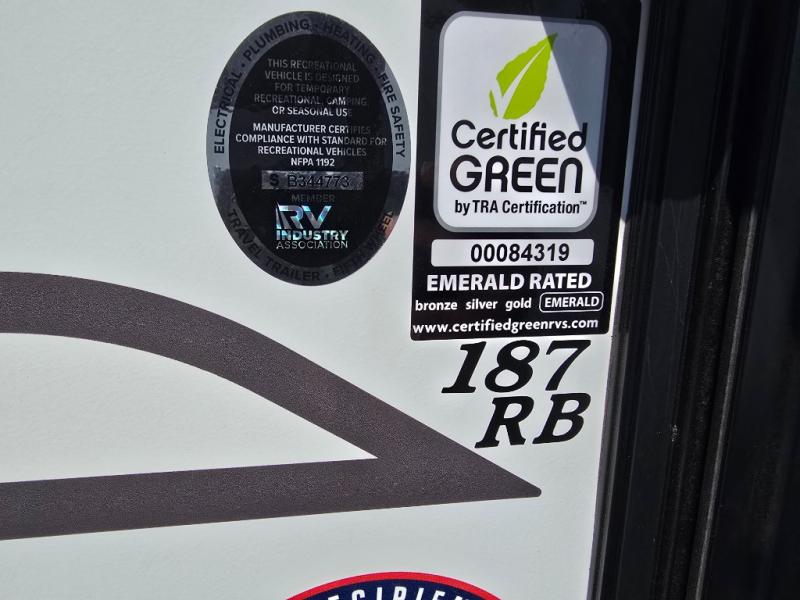 ELECTRICAL • PLUMBING • HEATING • FIRE SAFETY
THIS RECREATIONAL
VEHICLE IS DESIGNED
FOR TEMPORARY
RECREATIONAL, CAMPING,
OR SEASONAL USE
MANUFACTURER CERTIFIES
COMPLIANCE WITH STANDARD FOR
RECREATIONAL VEHICLES
NFPA 1192
S B344773
MEMBER
RV
INDUSTRY
ASSOCIATION
TRAVEL TRAILER • FIFTH WHEEL
Certified
GREEN
by TRA Certification™
00084319
EMERALD RATED
bronze silver gold EMERALD
www.certifiedgreenrvs.com
187
RB